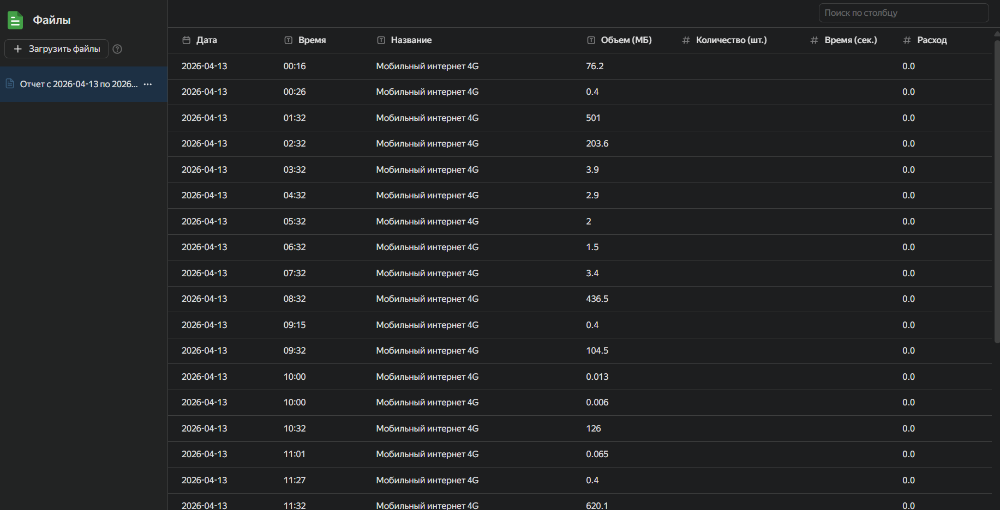 Файлы
Загрузить файлы
Отчет с 2026-04-13 по 2026...
Поиск по столбцу
Дата Время Название Объем (МБ) Количество (шт.) Время (сек.) Расход
2026-04-13 00:16 Мобильный интернет 4G 76.2 0.0
2026-04-13 00:26 Мобильный интернет 4G 0.4 0.0
2026-04-13 01:32 Мобильный интернет 4G 501 0.0
2026-04-13 02:32 Мобильный интернет 4G 203.6 0.0
2026-04-13 03:32 Мобильный интернет 4G 3.9 0.0
2026-04-13 04:32 Мобильный интернет 4G 2.9 0.0
2026-04-13 05:32 Мобильный интернет 4G 2 0.0
2026-04-13 06:32 Мобильный интернет 4G 1.5 0.0
2026-04-13 07:32 Мобильный интернет 4G 3.4 0.0
2026-04-13 08:32 Мобильный интернет 4G 436.5 0.0
2026-04-13 09:15 Мобильный интернет 4G 0.4 0.0
2026-04-13 09:32 Мобильный интернет 4G 104.5 0.0
2026-04-13 10:00 Мобильный интернет 4G 0.013 0.0
2026-04-13 10:00 Мобильный интернет 4G 0.006 0.0
2026-04-13 10:32 Мобильный интернет 4G 126 0.0
2026-04-13 11:01 Мобильный интернет 4G 0.065 0.0
2026-04-13 11:27 Мобильный интернет 4G 0.4 0.0
2026-04-13 11:32 Мобильный интернет 4G 620.1 0.0